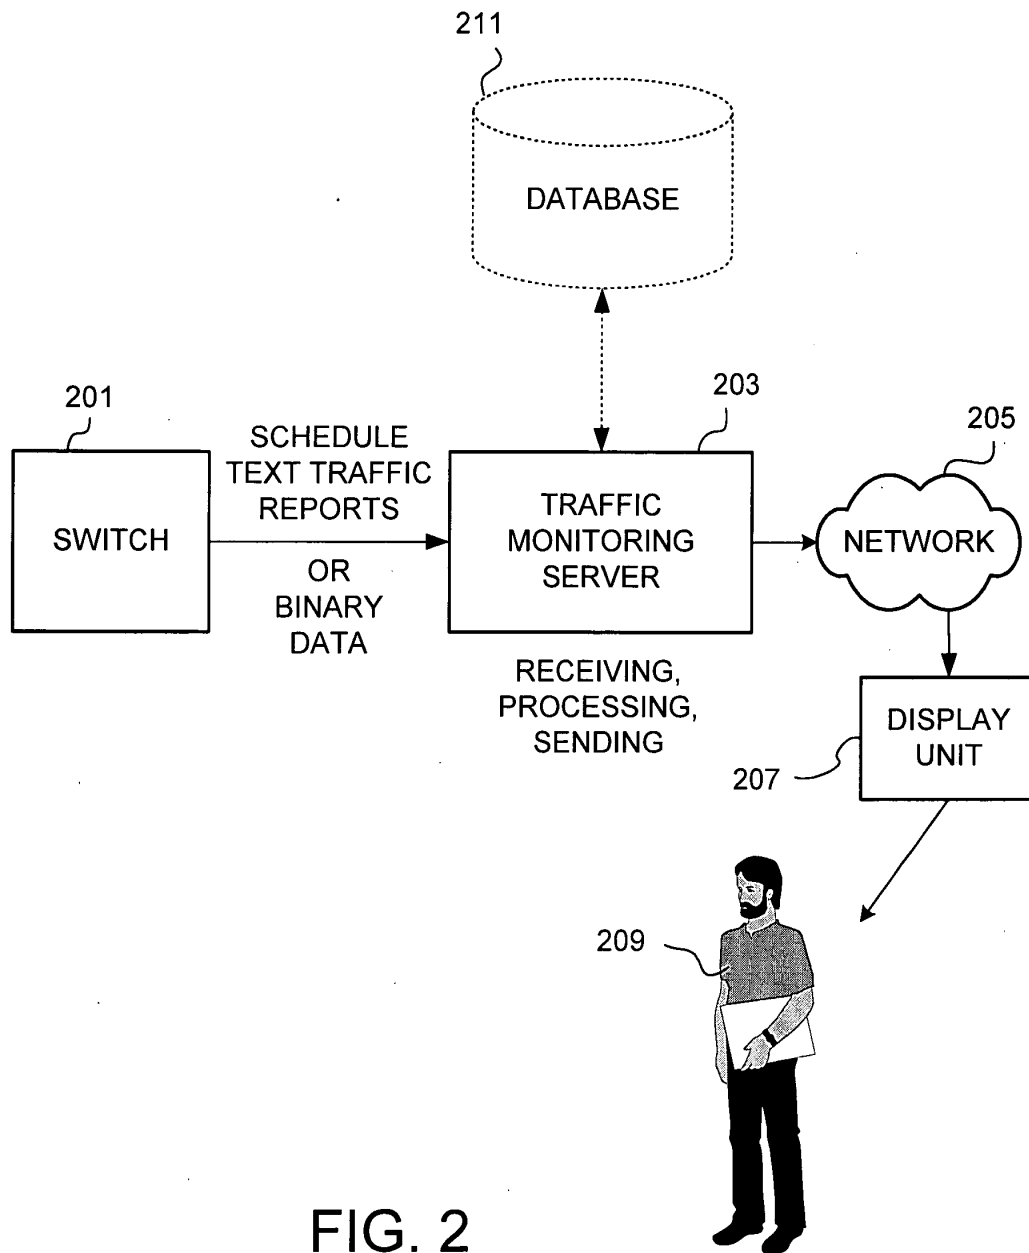 211
DATABASE
201
203
205
SCHEDULE
TEXT TRAFFIC
REPORTS
SWITCH
OR
BINARY
DATA
TRAFFIC
MONITORING
SERVER
NETWORK
RECEIVING,
PROCESSING,
SENDING
DISPLAY
UNIT
207
209
FIG. 2